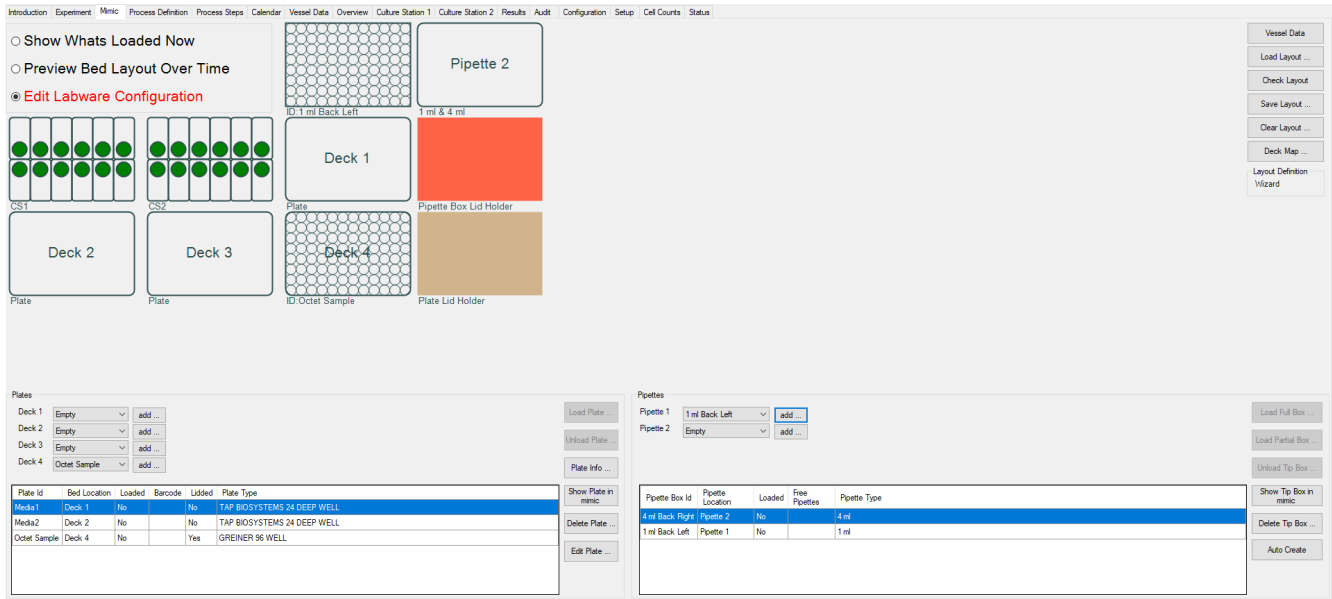 Introduction Experiment Mimic Process Definition Process Steps Calendar Vessel Data Overview Culture Station 1 Culture Station 2 Results Audit Configuration Setup Cell Counts Status
Show Whats Loaded Now
Preview Bed Layout Over Time
Edit Labware Configuration
ID:1 ml Back Left
Pipette 2
1 ml & 4 ml
CS1
CS2
Deck 1
Plate
Pipette Box Lid Holder
Deck 2
Plate
Deck 3
Plate
Deck 4
ID:Octet Sample
Plate Lid Holder
Vessel Data
Load Layout ...
Check Layout
Save Layout ...
Clear Layout ...
Deck Map ...
Layout Definition
Wizard
Plates
Deck 1 Empty add ...
Deck 2 Empty add ...
Deck 3 Empty add ...
Deck 4 Octet Sample add ...
Load Plate ...
Unload Plate ...
Plate Info ...
Show Plate in
mimic
Delete Plate ...
Edit Plate ...
Plate Id Bed Location Loaded Barcode Lidded Plate Type
Media1 Deck 1 No No TAP BIOSYSTEMS 24 DEEP WELL
Media2 Deck 2 No No TAP BIOSYSTEMS 24 DEEP WELL
Octet Sample Deck 4 No Yes GREINER 96 WELL
Pipettes
Pipette 1 1 ml Back Left add ...
Pipette 2 Empty add ...
Load Full Box ...
Load Partial Box ...
Unload Tip Box ...
Show Tip Box in
mimic
Delete Tip Box ...
Auto Create
Pipette Box Id Pipette
Location Loaded Free
Pipettes Pipette Type
4 ml Back Right Pipette 2 No 4 ml
1 ml Back Left Pipette 1 No 1 ml